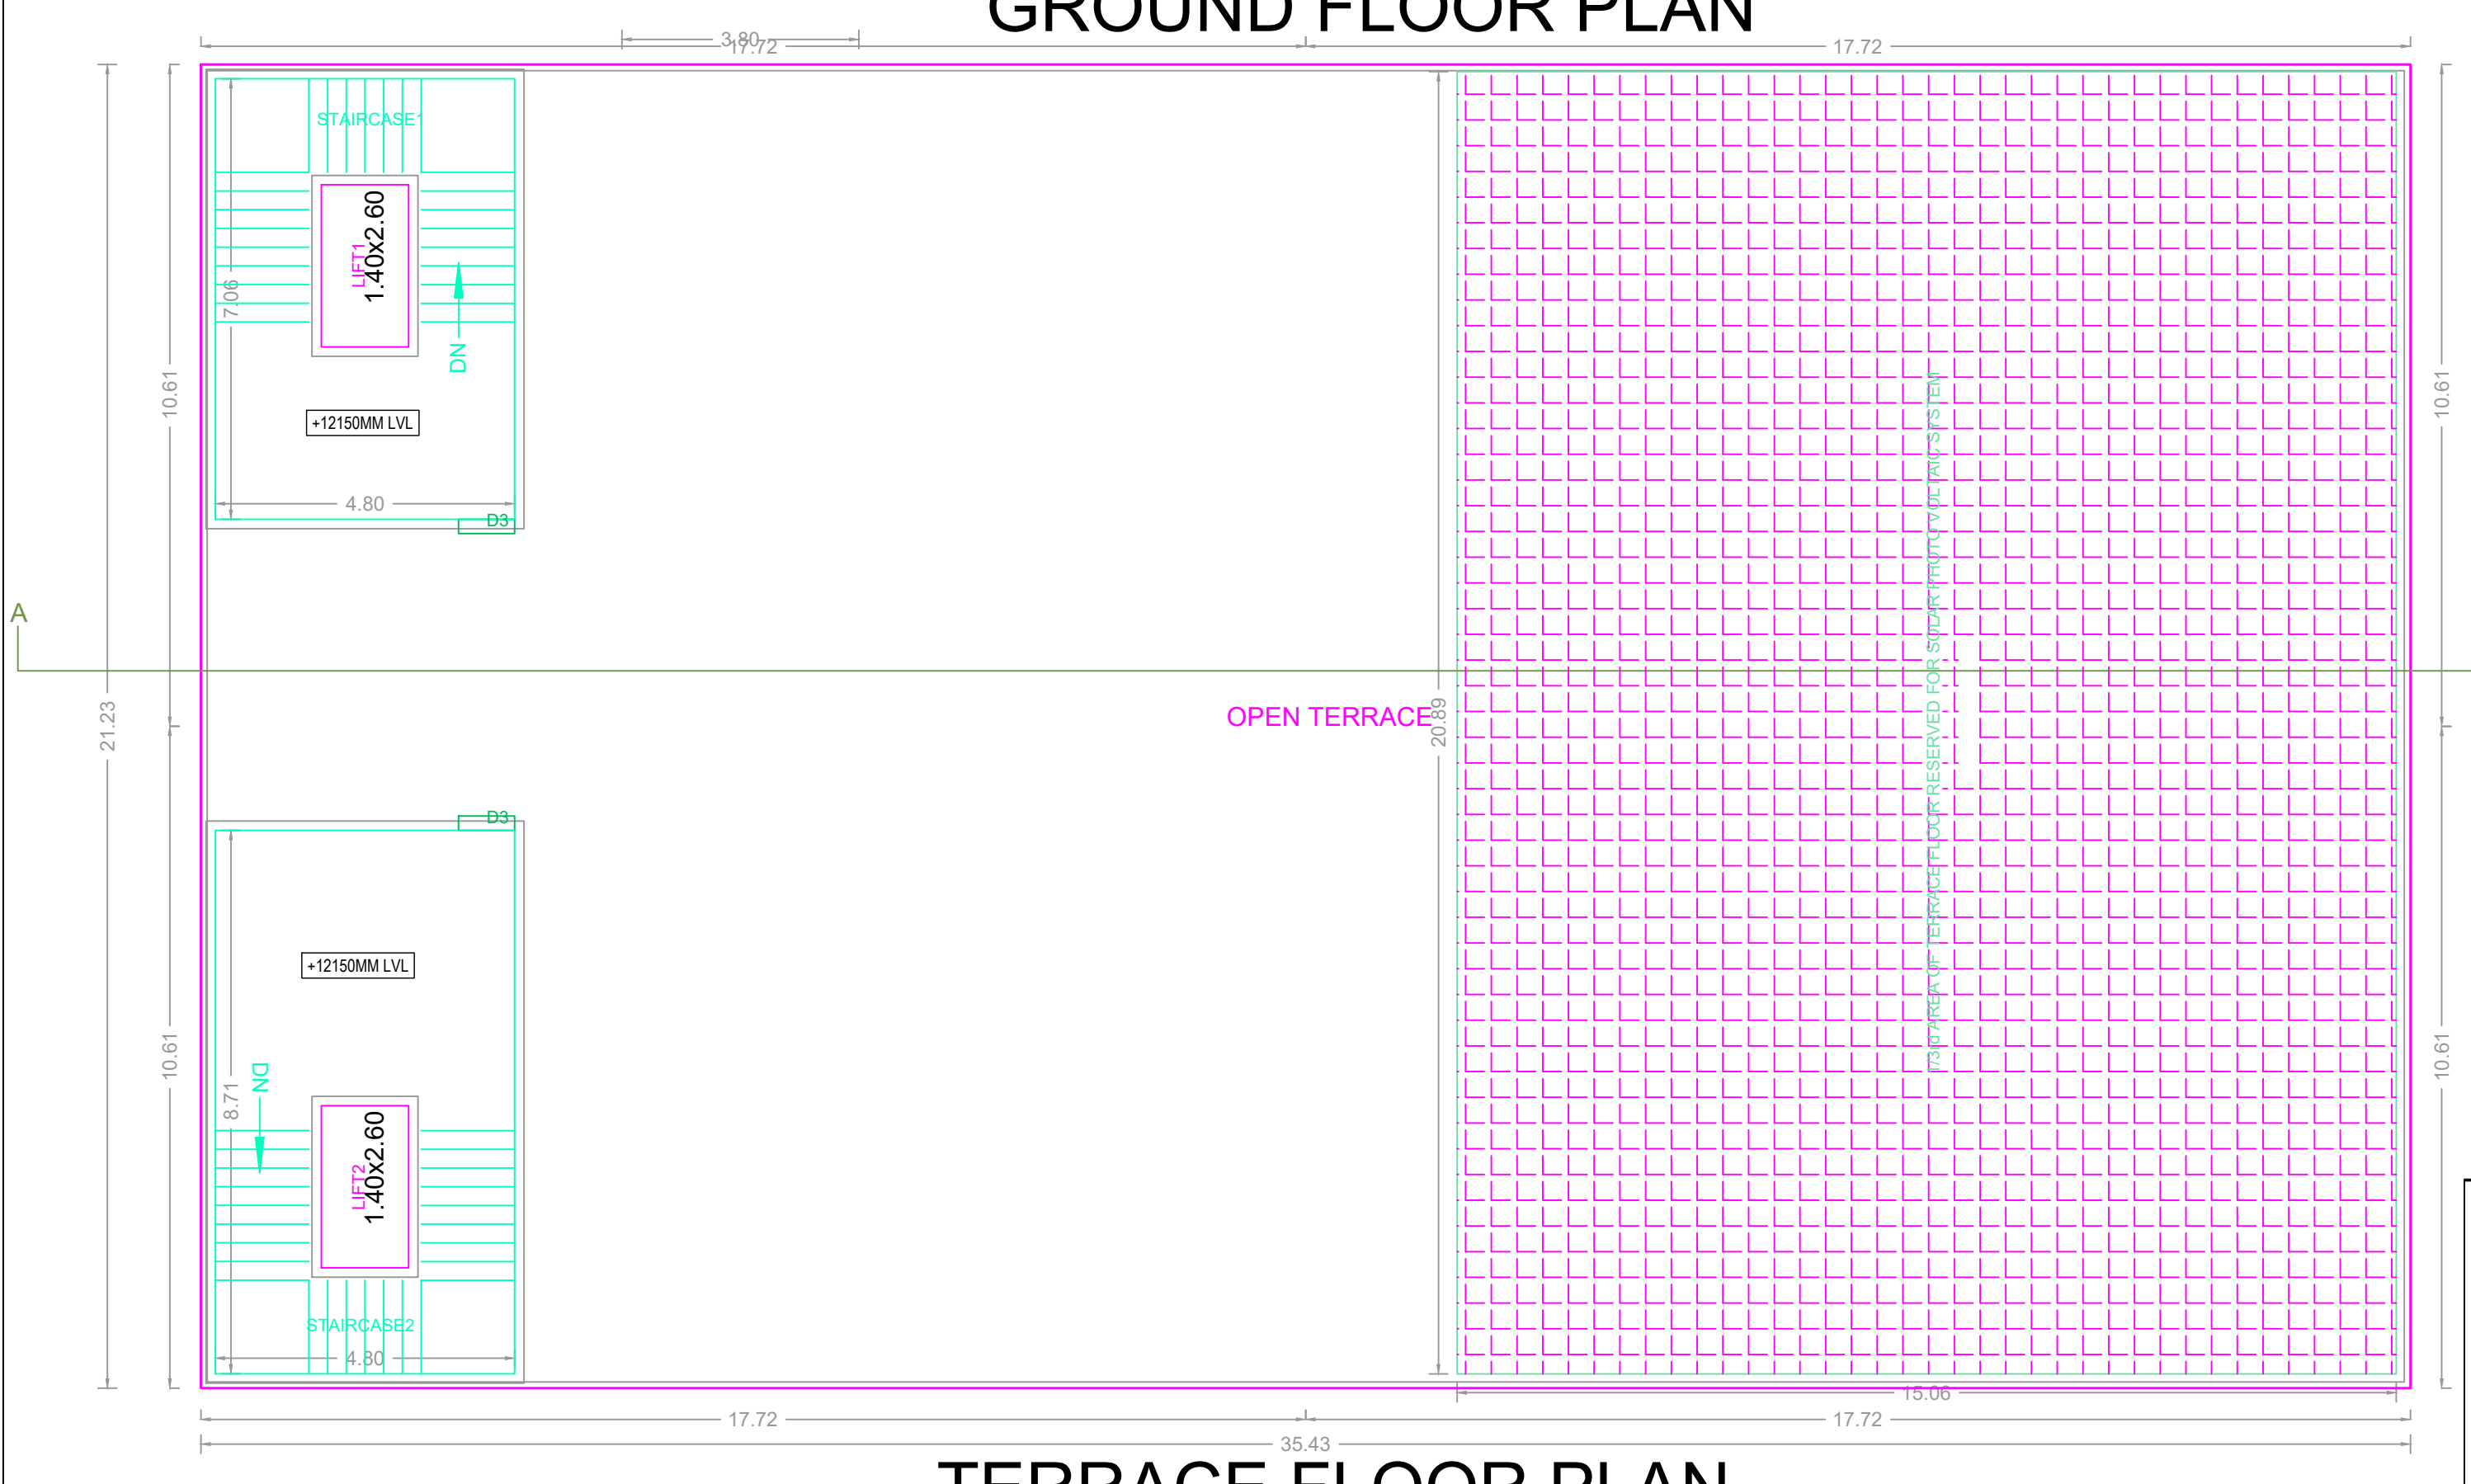 GROUND FLOOR PLAN
3.80
17.72
17.72
STAIRCASE1
LIFT1
1.40x2.60
7.06
DN
10.61
10.61
+12150MM LVL
4.80
D3
A
21.23
OPEN TERRACE
20.89
1/3rd AREA OF TERRACE FLOOR RESERVED FOR SOLAR PHOTO VOLTAIC SYSTEM
D3
+12150MM LVL
10.61
10.61
DN
8.71
LIFT2
1.40x2.60
STAIRCASE2
4.80
15.06
17.72
17.72
35.43
TERRACE FLOOR PLAN